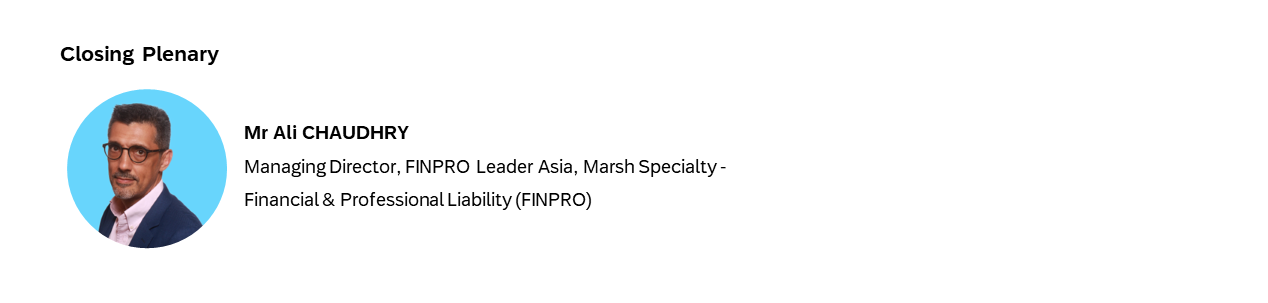 Closing Plenary
Mr Ali CHAUDHRY
Managing Director, FINPRO Leader Asia, Marsh Specialty -
Financial & Professional Liability (FINPRO)